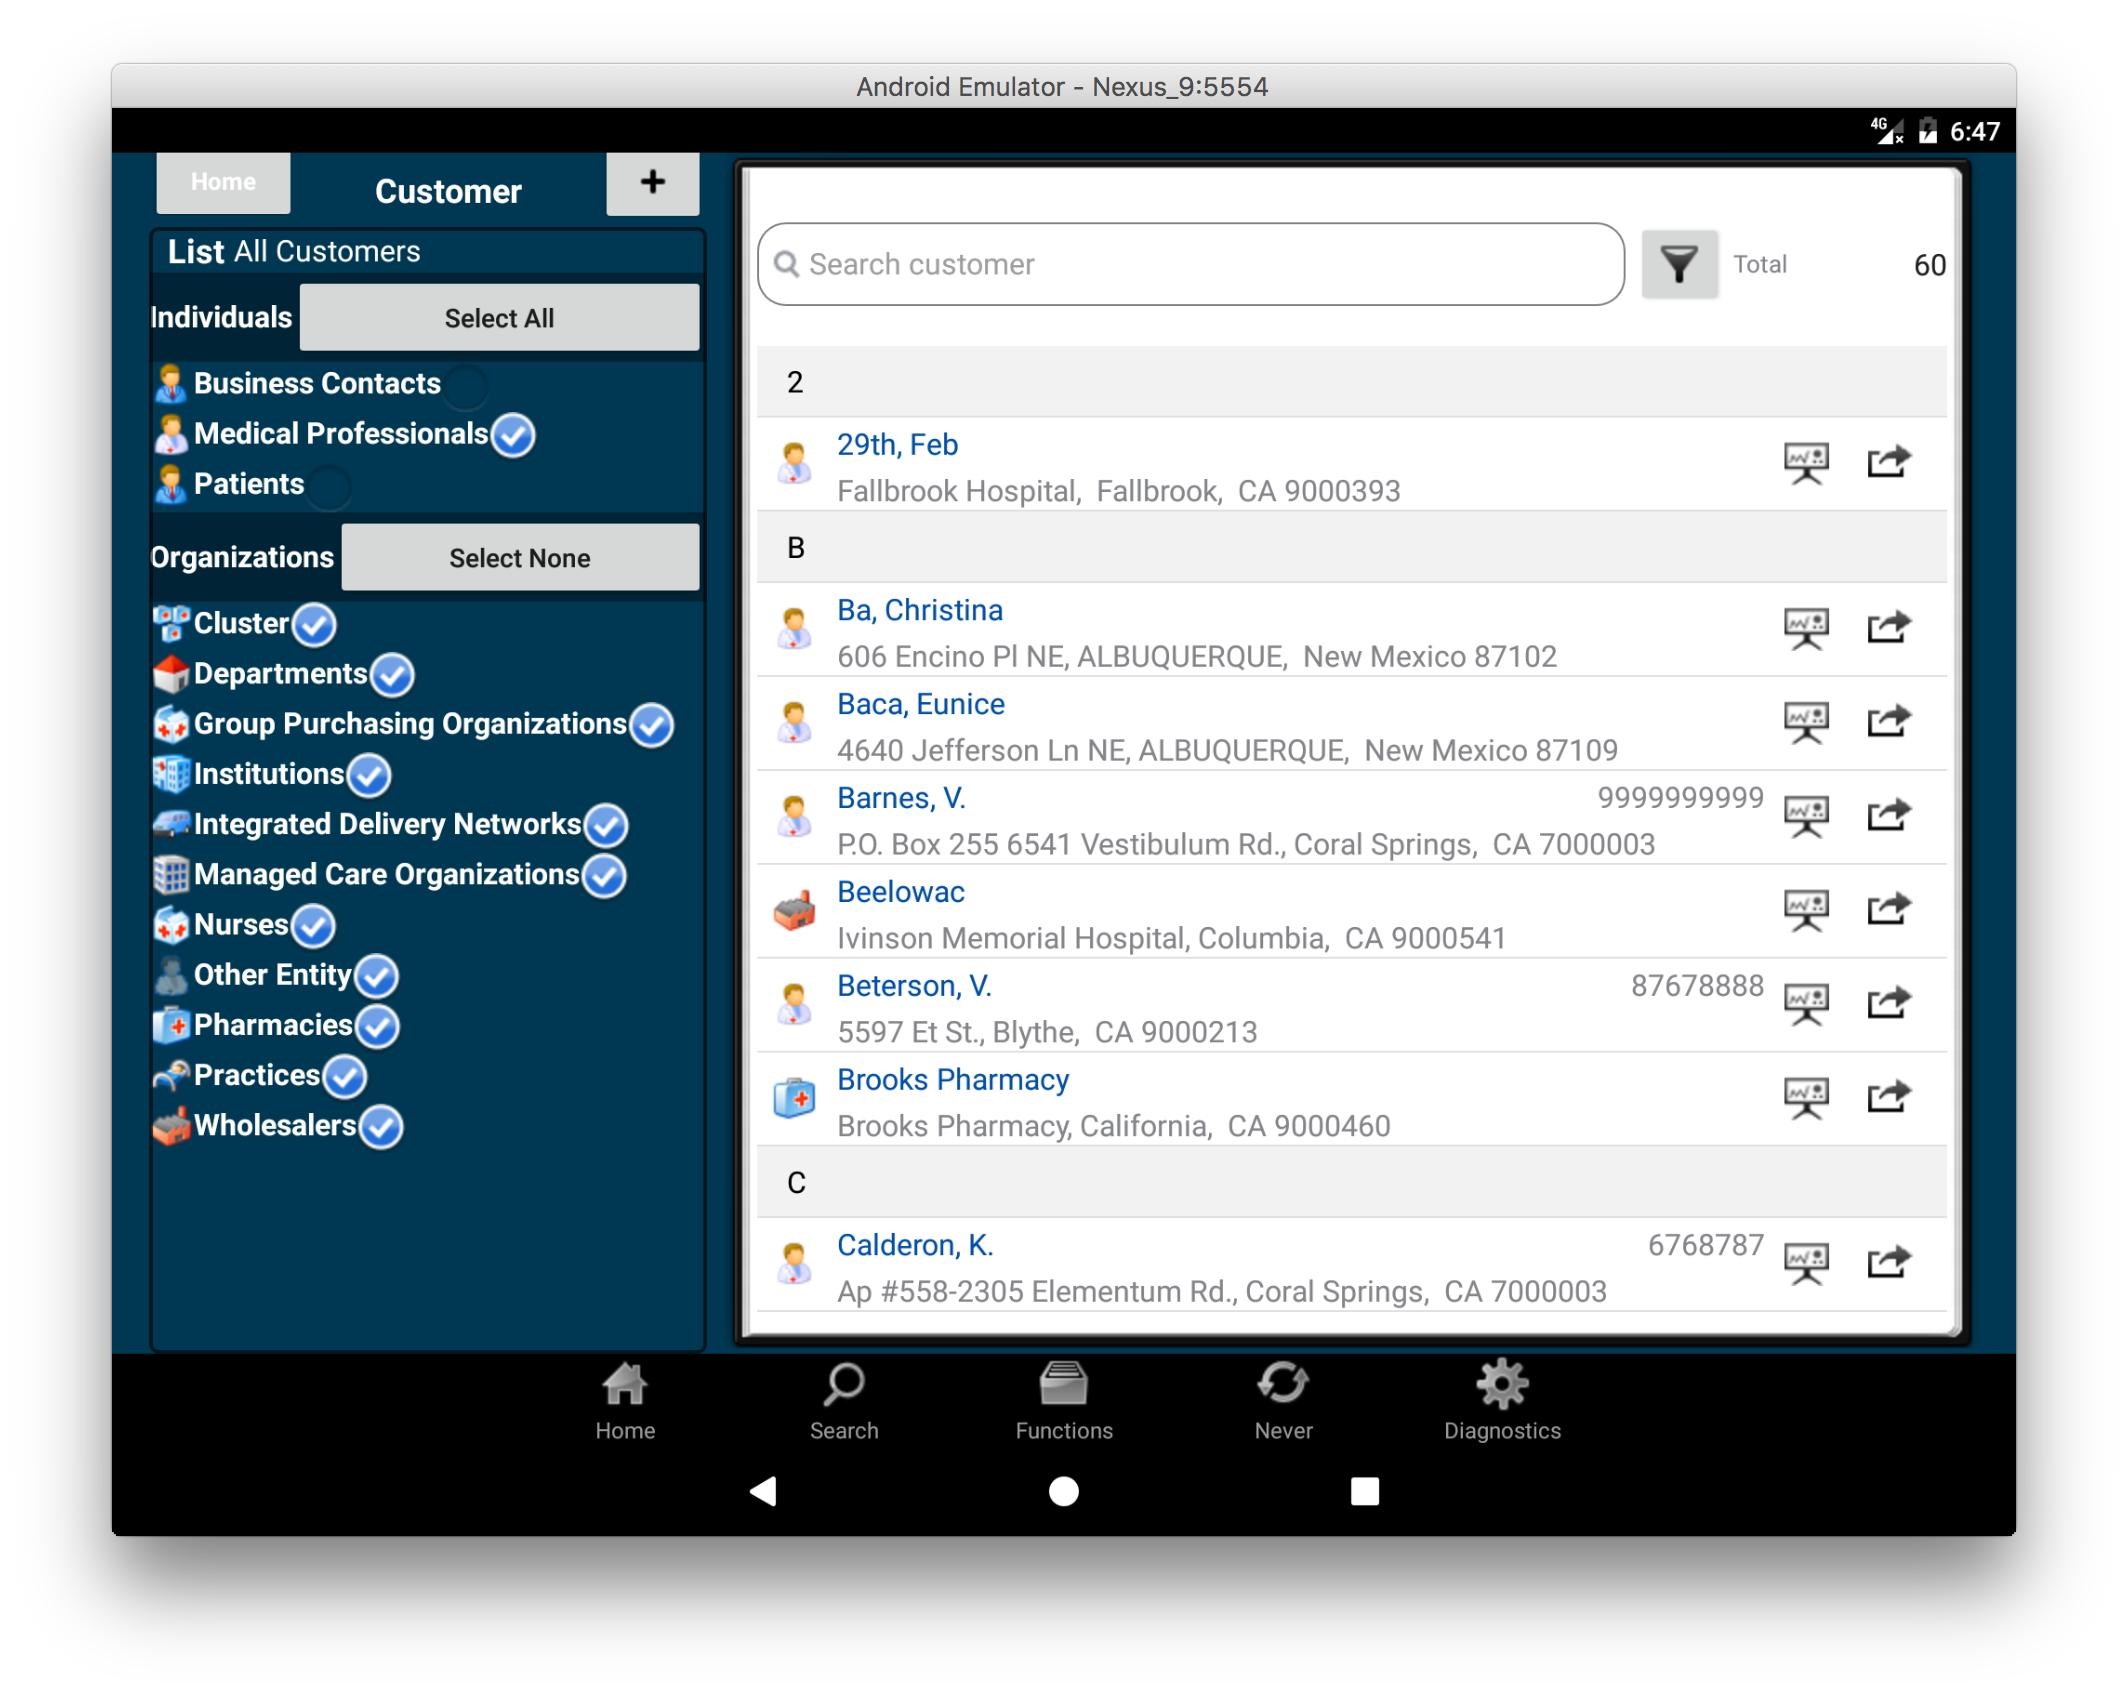 Android Emulator - Nexus_9:5554
4G 6:47
Home Customer +
List All Customers
Individuals Select All
Business Contacts
Medical Professionals
Patients
Organizations Select None
Cluster
Departments
Group Purchasing Organizations
Institutions
Integrated Delivery Networks
Managed Care Organizations
Nurses
Other Entity
Pharmacies
Practices
Wholesalers
Search customer Total 60
2
29th, Feb
Fallbrook Hospital, Fallbrook, CA 9000393
B
Ba, Christina
606 Encino Pl NE, ALBUQUERQUE, New Mexico 87102
Baca, Eunice
4640 Jefferson Ln NE, ALBUQUERQUE, New Mexico 87109
Barnes, V. 9999999999
P.O. Box 255 6541 Vestibulum Rd., Coral Springs, CA 7000003
Beelowac
Ivinson Memorial Hospital, Columbia, CA 9000541
Beterson, V. 87678888
5597 Et St., Blythe, CA 9000213
Brooks Pharmacy
Brooks Pharmacy, California, CA 9000460
C
Calderon, K. 6768787
Ap #558-2305 Elementum Rd., Coral Springs, CA 7000003
Home Search Functions Never Diagnostics